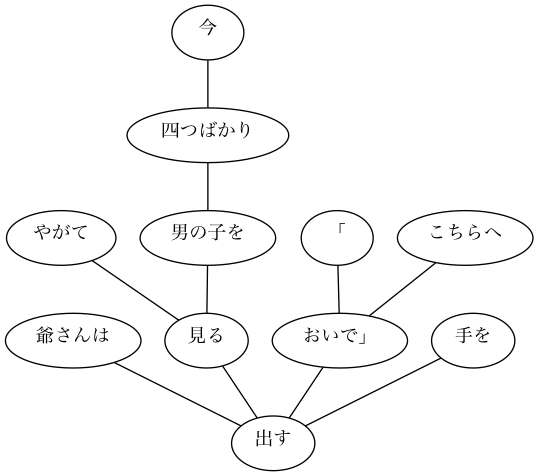 今
四つばかり
やがて
男の子を
「
こちらへ
爺さんは
見る
おいで」
手を
出す